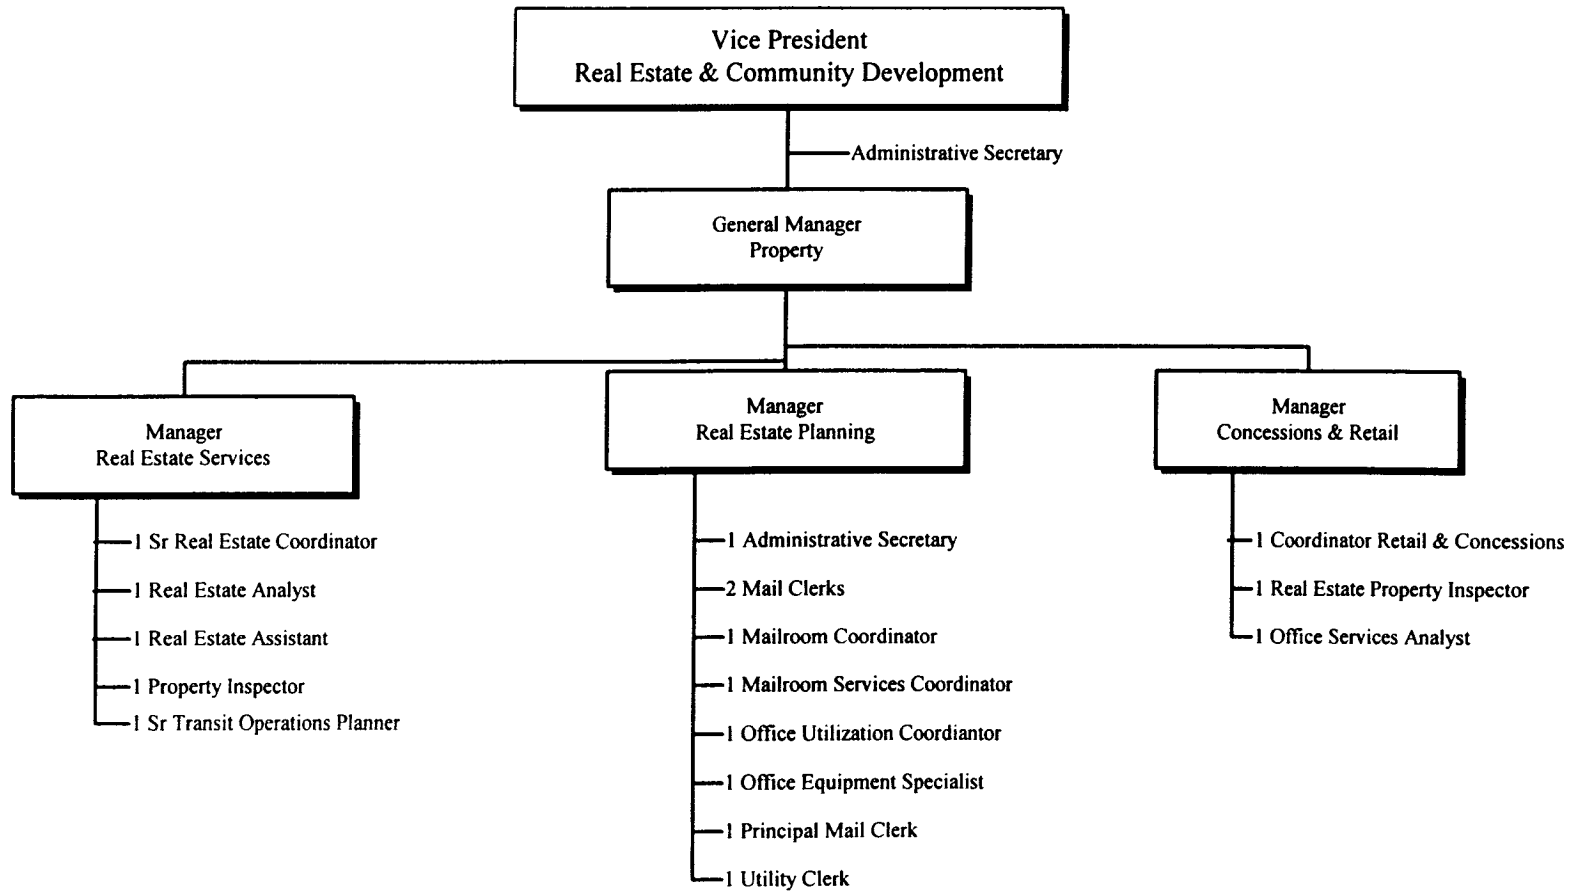 Vice President
Real Estate & Community Development
Administrative Secretary
General Manager
Property
Manager
Real Estate Services
1 Sr Real Estate Coordinator
1 Real Estate Analyst
1 Real Estate Assistant
1 Property Inspector
1 Sr Transit Operations Planner
Manager
Real Estate Planning
1 Administrative Secretary
2 Mail Clerks
1 Mailroom Coordinator
1 Mailroom Services Coordinator
1 Office Utilization Coordiantor
1 Office Equipment Specialist
1 Principal Mail Clerk
1 Utility Clerk
Manager
Concessions & Retail
1 Coordinator Retail & Concessions
1 Real Estate Property Inspector
1 Office Services Analyst